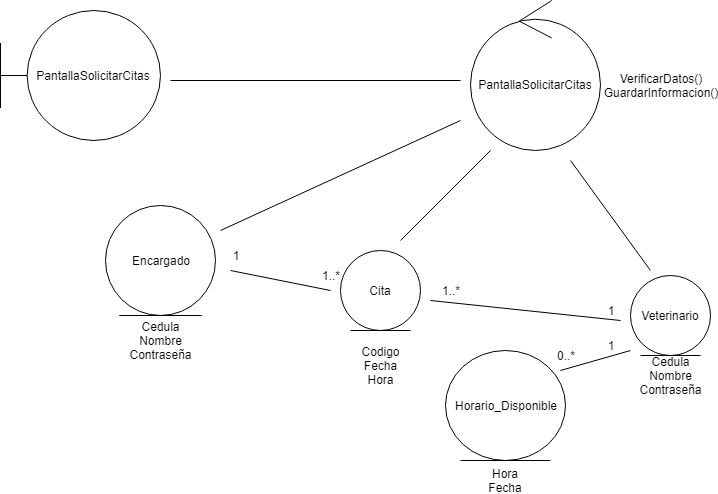 PantallaSolicitarCitas
PantallaSolicitarCitas
VerificarDatos()
GuardarInformacion()
Encargado
1
1..*
Cita
1..*
1
Veterinario
Cedula
Nombre
Contraseña
Codigo
Fecha
Hora
0..*
1
Cedula
Nombre
Contraseña
Horario_Disponible
Hora
Fecha